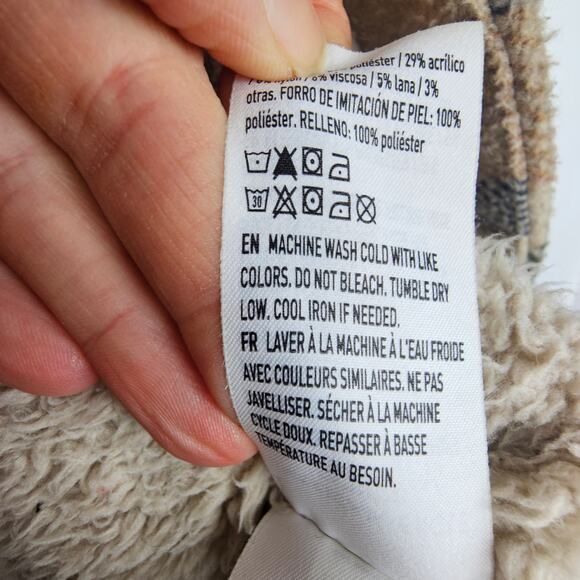 poliéster / 29% acrílico
viscosa / 5% lana / 3%
otras. FORRO DE IMITACIÓN DE PIEL: 100%
poliéster. RELLENO: 100% poliéster
30
EN MACHINE WASH COLD WITH LIKE
COLORS. DO NOT BLEACH. TUMBLE DRY
LOW. COOL IRON IF NEEDED.
FR LAVER À LA MACHINE À L'EAU FROIDE
AVEC COULEURS SIMILAIRES. NE PAS
JAVELLISER. SÉCHER À LA MACHINE
CYCLE DOUX. REPASSER À BASSE
TEMPÉRATURE AU BESOIN.